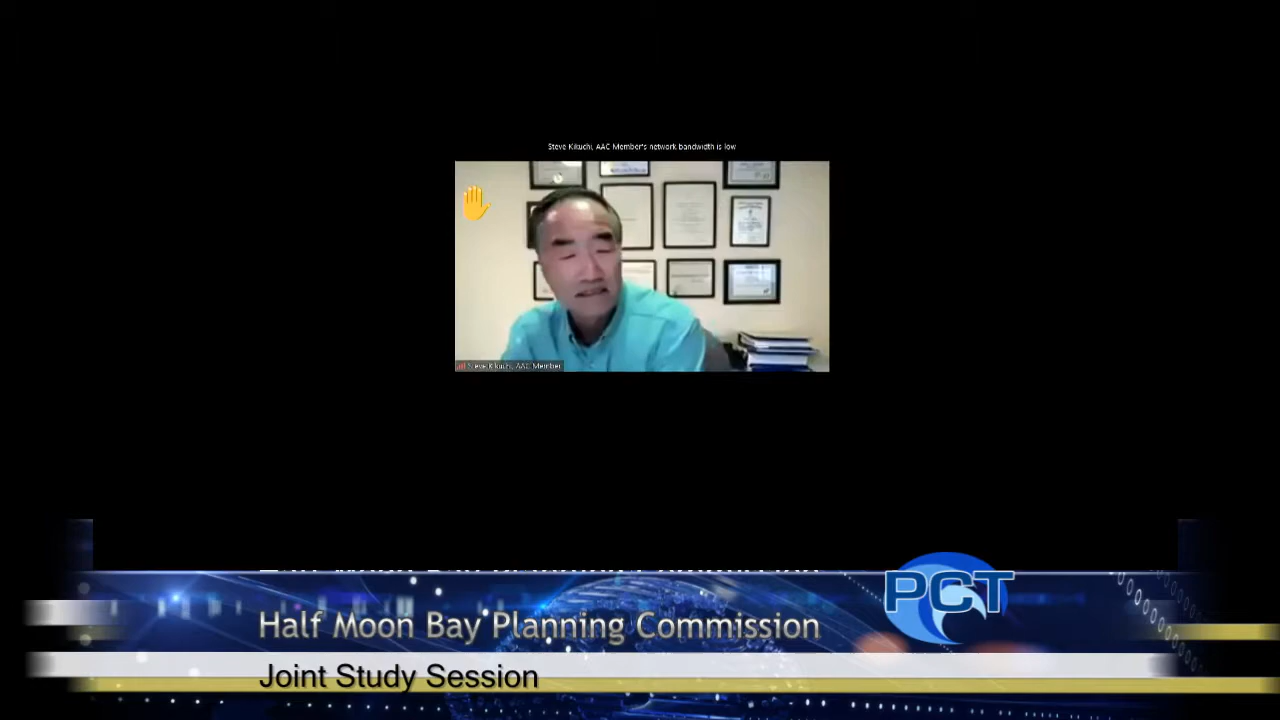 Steve Kikuchi, AAC Member's network bandwidth is low
Steve Kikuchi, AAC Member
PCT
Half Moon Bay Planning Commission
Joint Study Session